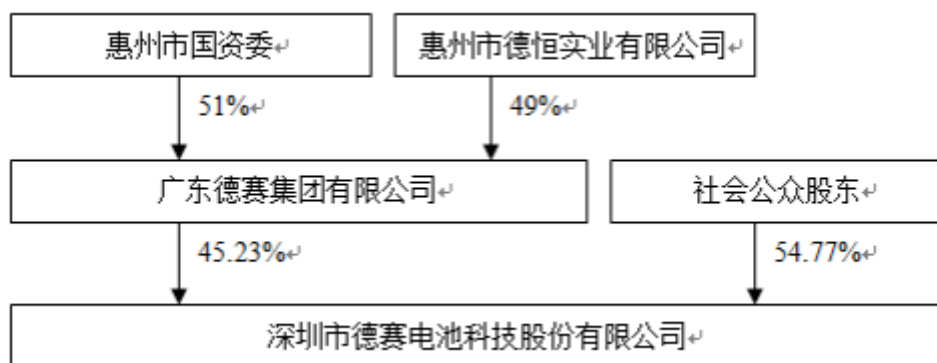 惠州市国资委
惠州市德恒实业有限公司
51%
49%
广东德赛集团有限公司
社会公众股东
45.23%
54.77%
深圳市德赛电池科技股份有限公司